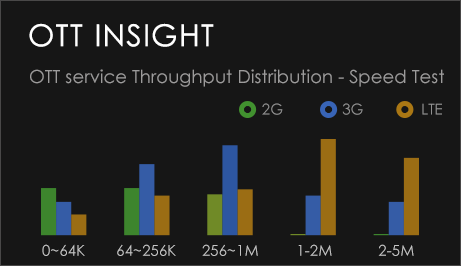 OTT INSIGHT
OTT service Throughput Distribution - Speed Test
2G 3G LTE
0~64K 64~256K 256~1M 1-2M 2-5M